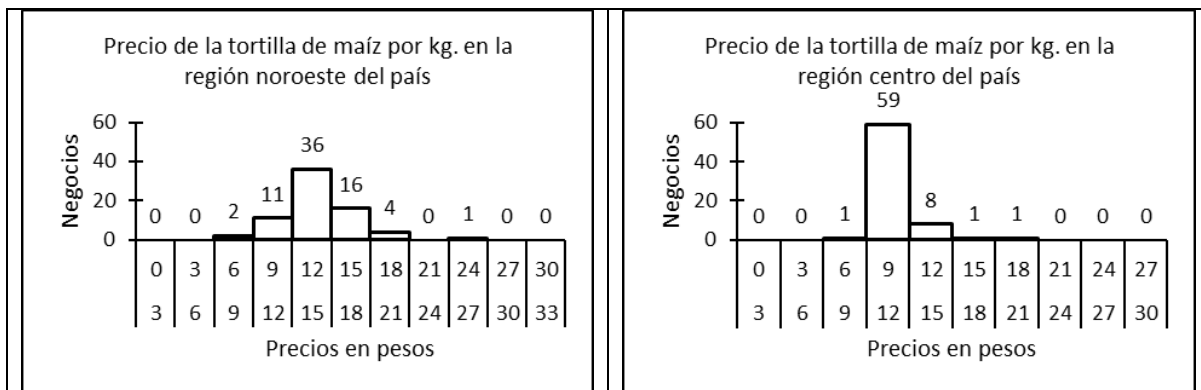 Precio de la tortilla de maíz por kg. en la
región noroeste del país
Negocios
60
40
20
0
0 0 2 11 36 16 4 0 1 0 0
0 3 6 9 12 15 18 21 24 27 30
3 6 9 12 15 18 21 24 27 30 33
Precios en pesos
Precio de la tortilla de maíz por kg. en la
región centro del país
Negocios
60
40
20
0
0 0 1 59 8 1 1 0 0 0
0 3 6 9 12 15 18 21 24 27
3 6 9 12 15 18 21 24 27 30
Precios en pesos